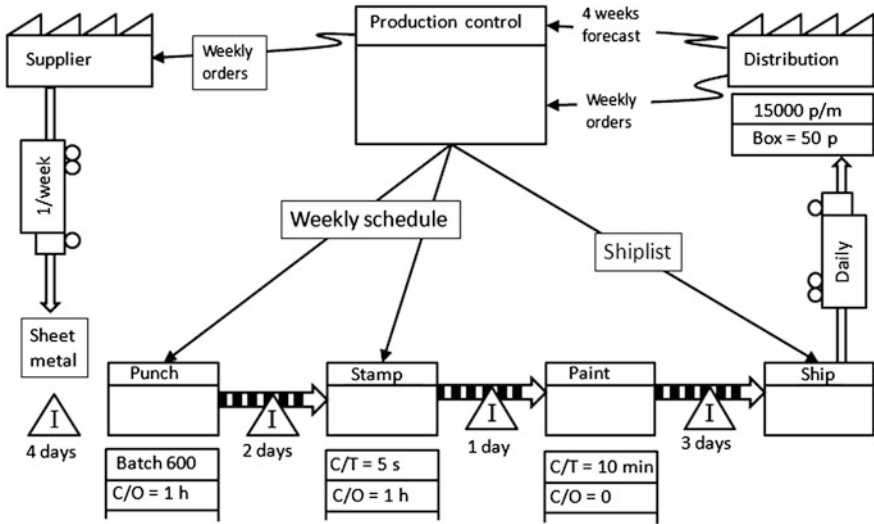 Production control
4 weeks
forecast
Supplier
Weekly
orders
Distribution
Weekly
orders
15000 p/m
Box = 50 p
1/week
Weekly schedule
Shiplist
Daily
Sheet
metal
Punch
Stamp
Paint
Ship
I
I
I
I
4 days
2 days
1 day
3 days
Batch 600
C/T = 5 s
C/T = 10 min
C/O = 1 h
C/O = 1 h
C/O = 0